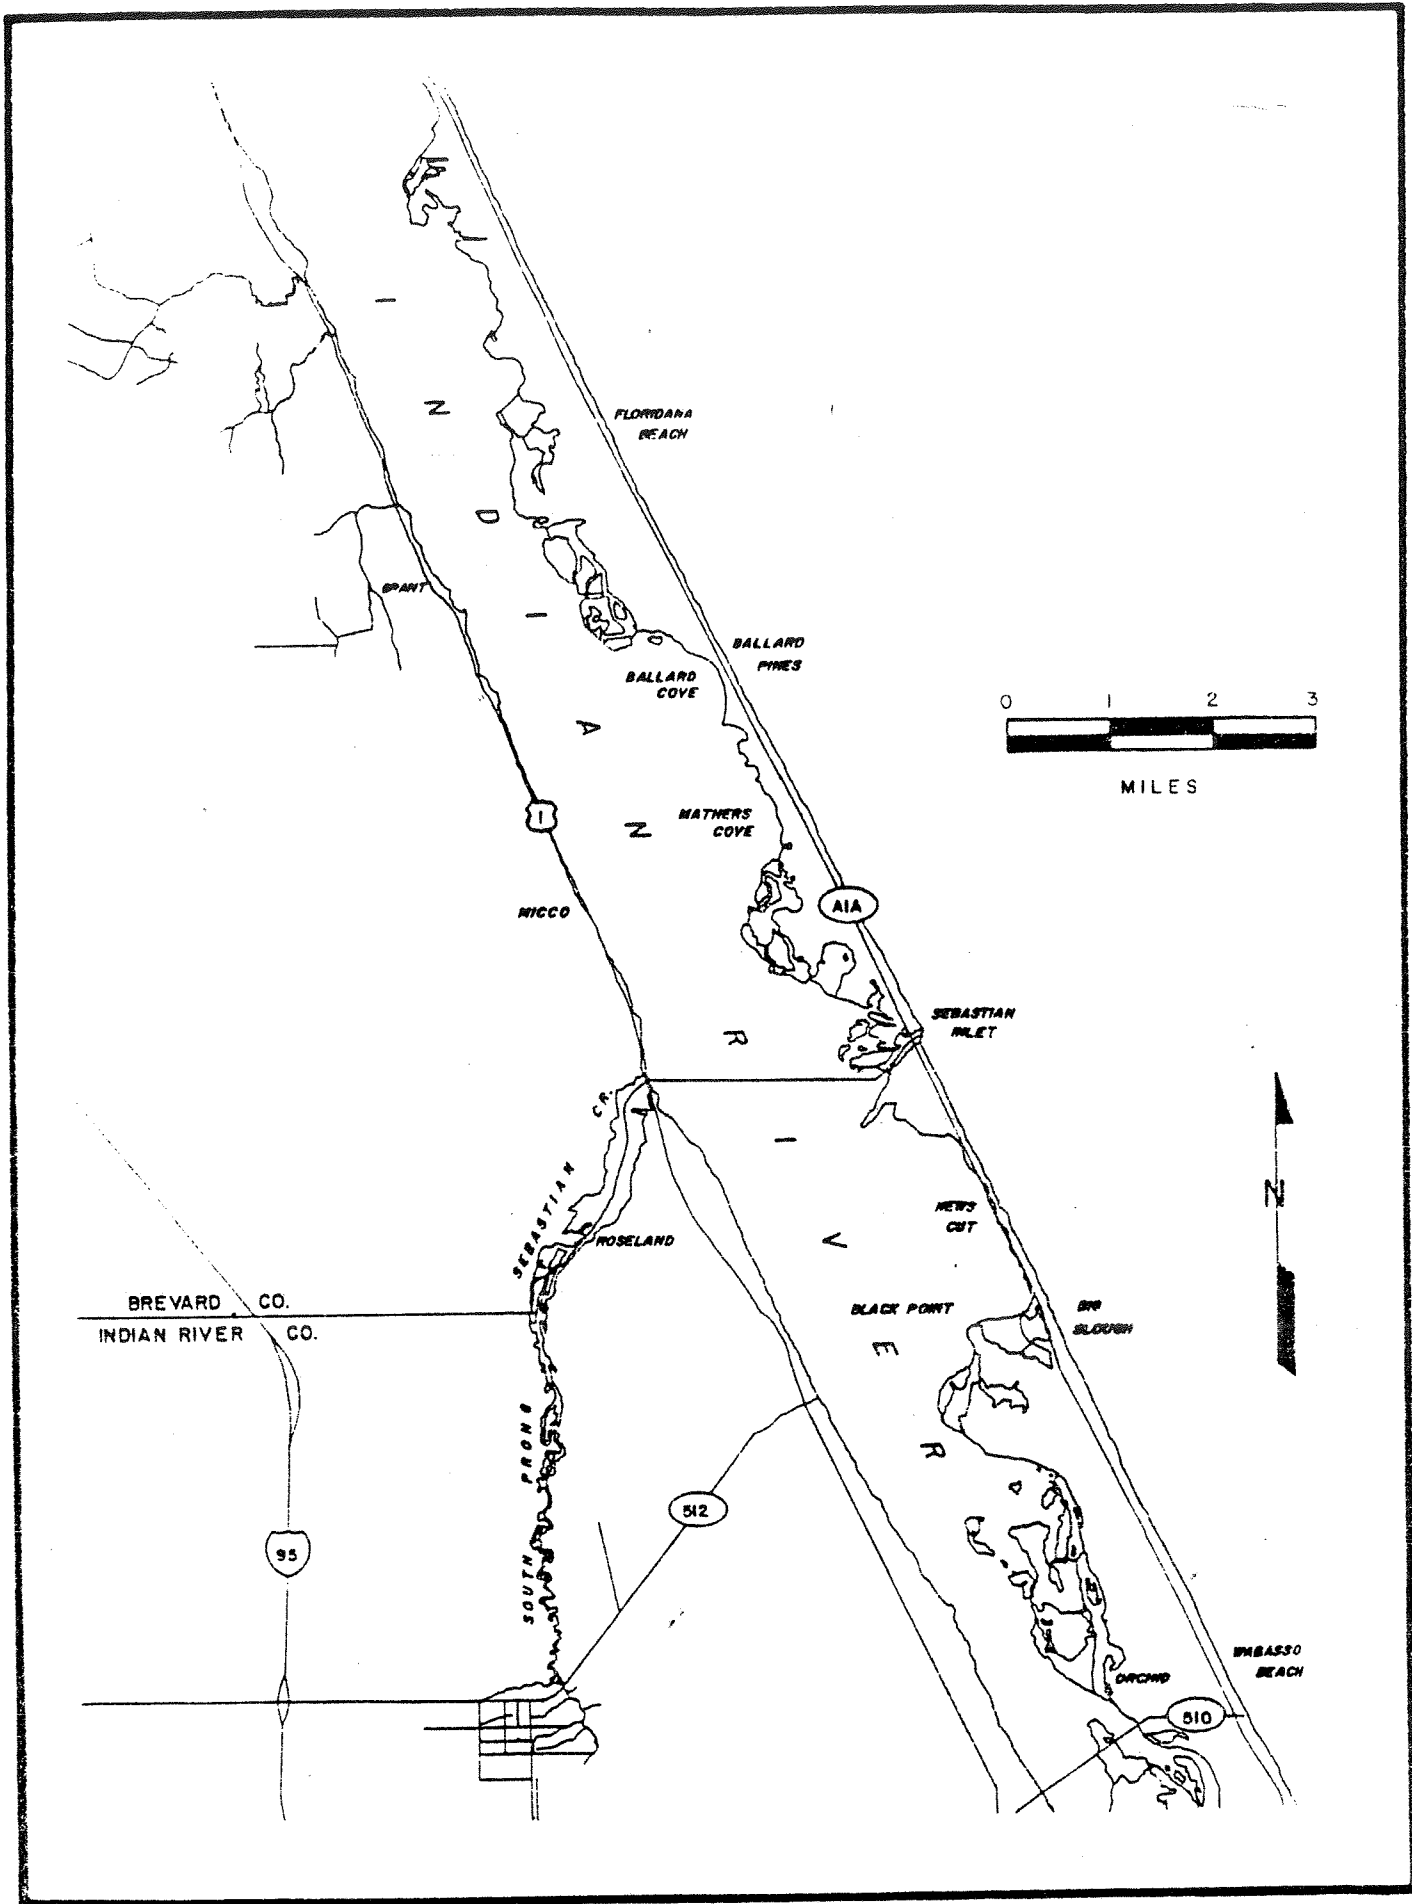 FLORIDANA
BEACH
GRANT
BALLARD
PINES
BALLARD
COVE
0 1 2 3
MILES
MATHERS
COVE
1
MICCO
A1A
SEBASTIAN
INLET
INDIAN RIVER
SEBASTIAN CR.
N
ROSELAND
NEWS
CUT
BREVARD CO.
INDIAN RIVER CO.
BLACK POINT
BIG
SLOUGH
SOUTH PRONG
512
95
WABASSO
BEACH
ORCHID
510